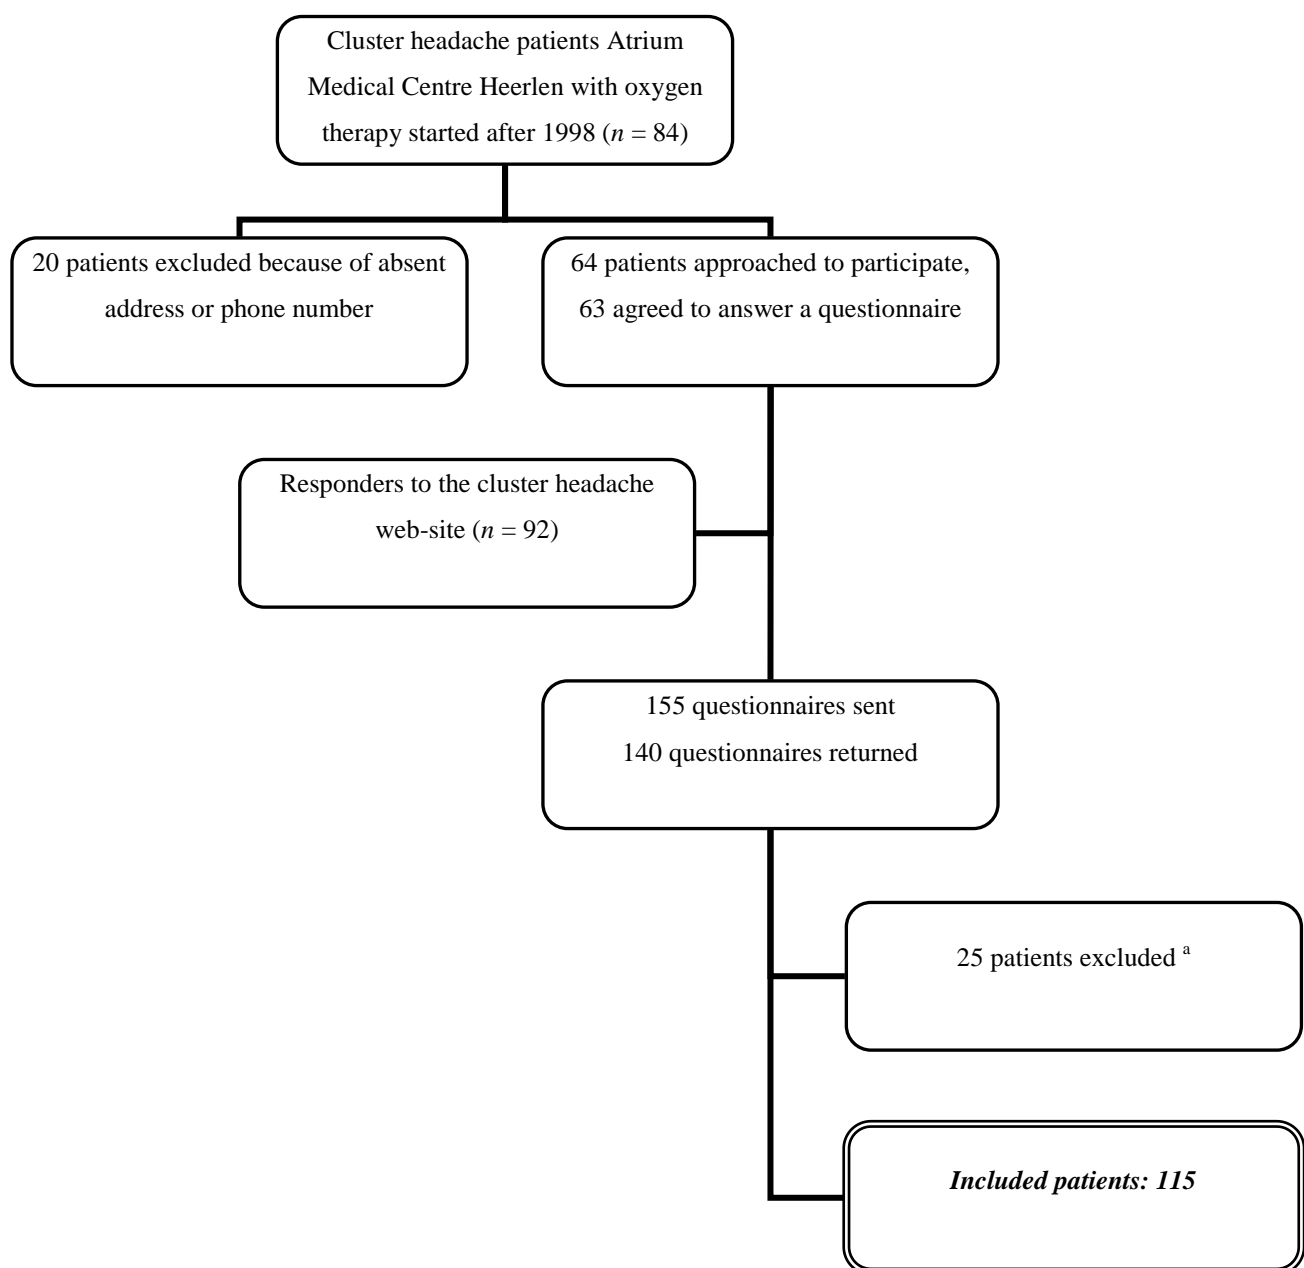 Cluster headache patients Atrium
Medical Centre Heerlen with oxygen
therapy started after 1998 (n = 84)
20 patients excluded because of absent
address or phone number
64 patients approached to participate,
63 agreed to answer a questionnaire
Responders to the cluster headache
web-site (n = 92)
155 questionnaires sent
140 questionnaires returned
25 patients excluded a
Included patients: 115